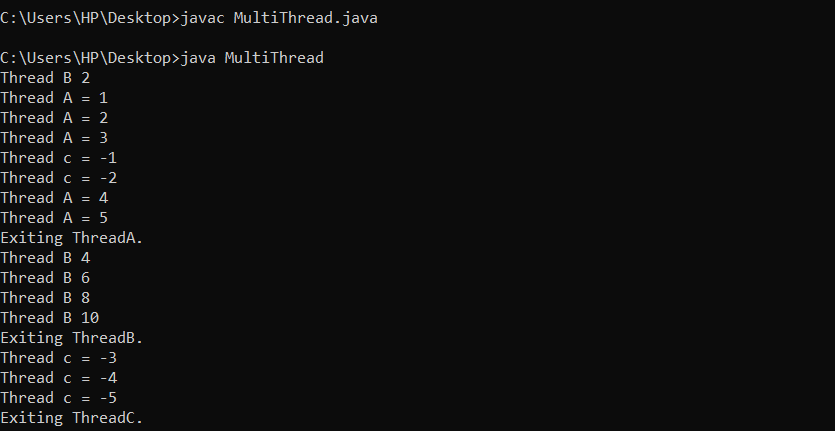 C:\Users\HP\Desktop>javac MultiThread.java
C:\Users\HP\Desktop>java MultiThread
Thread B 2
Thread A = 1
Thread A = 2
Thread A = 3
Thread c = -1
Thread c = -2
Thread A = 4
Thread A = 5
Exiting ThreadA.
Thread B 4
Thread B 6
Thread B 8
Thread B 10
Exiting ThreadB.
Thread c = -3
Thread c = -4
Thread c = -5
Exiting ThreadC.